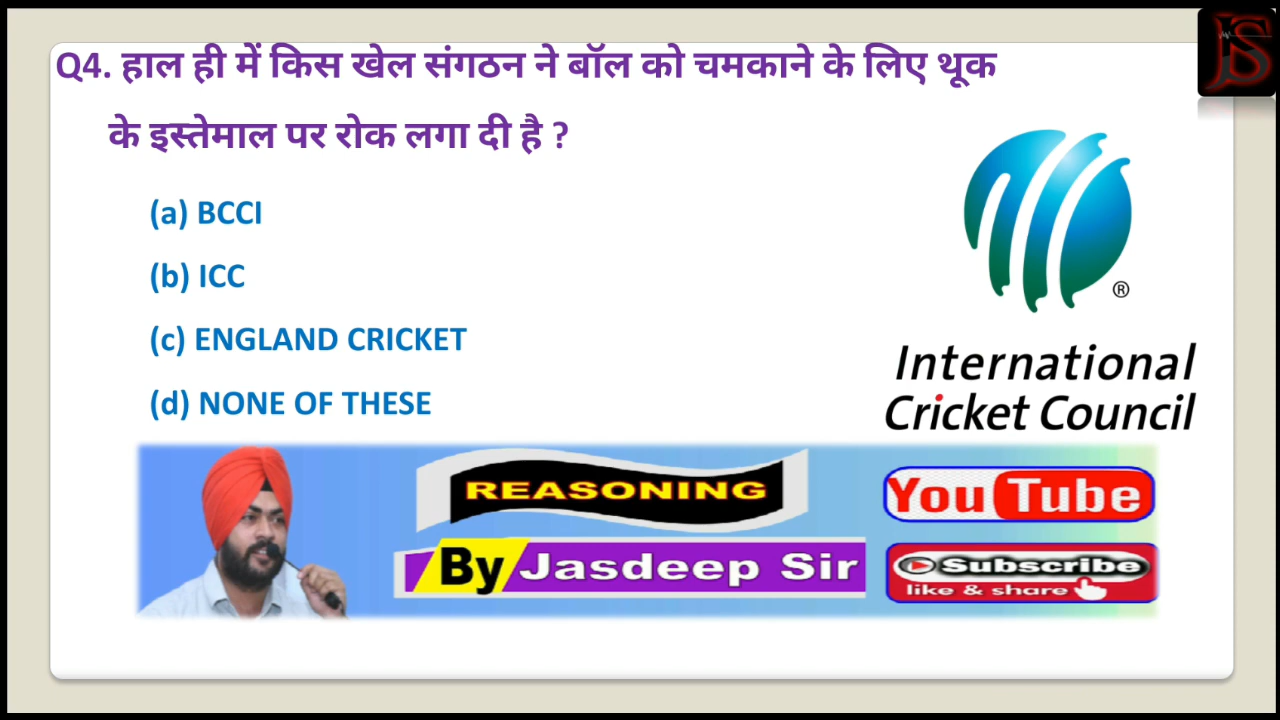 Q4. हाल ही में किस खेल संगठन ने बॉल को चमकाने के लिए थूक
के इस्तेमाल पर रोक लगा दी है ?
(a) BCCI
(b) ICC
(c) ENGLAND CRICKET
(d) NONE OF THESE
®
International
Cricket Council
REASONING
By Jasdeep Sir
YouTube
Subscribe
like & share
JS